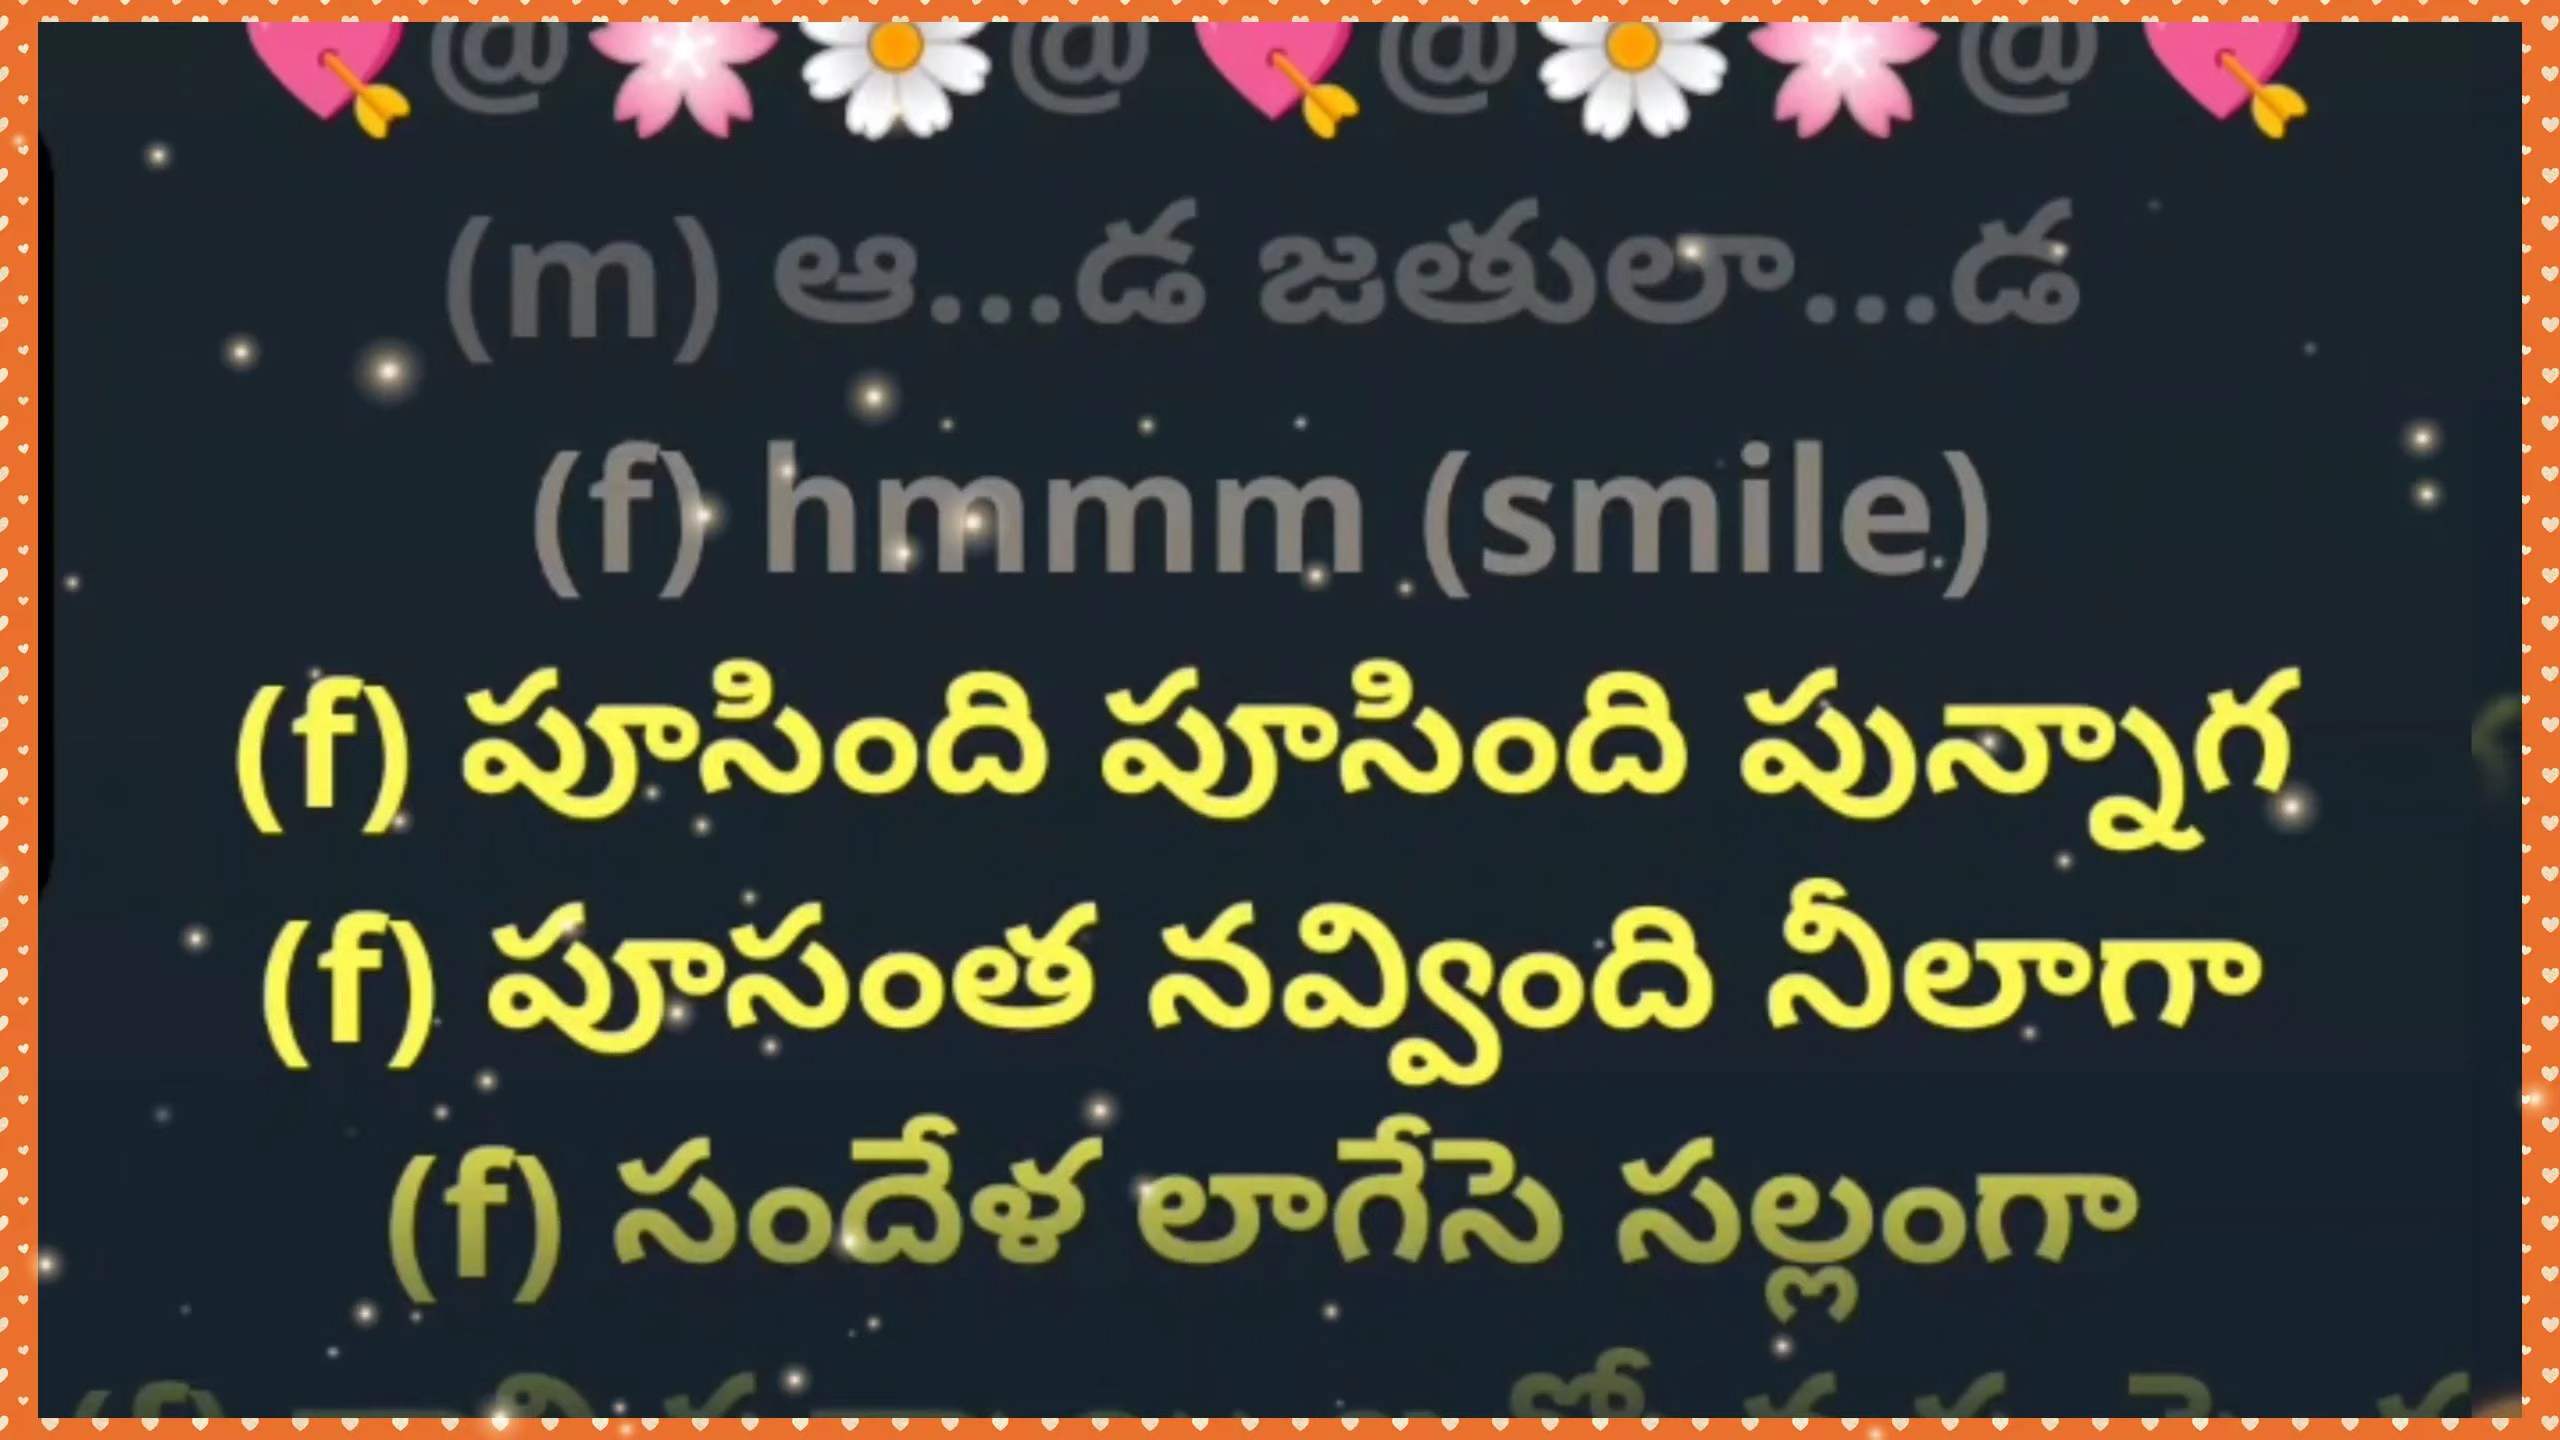 @ @ @ @
(m) ఆ...డ జతులా...డ
(f) hmmm (smile)
(f) పూసింది పూసింది పున్నాగ
(f) పూసంత నవ్వింది నీలాగా
(f) సందేళ లాగేసె సల్లంగా